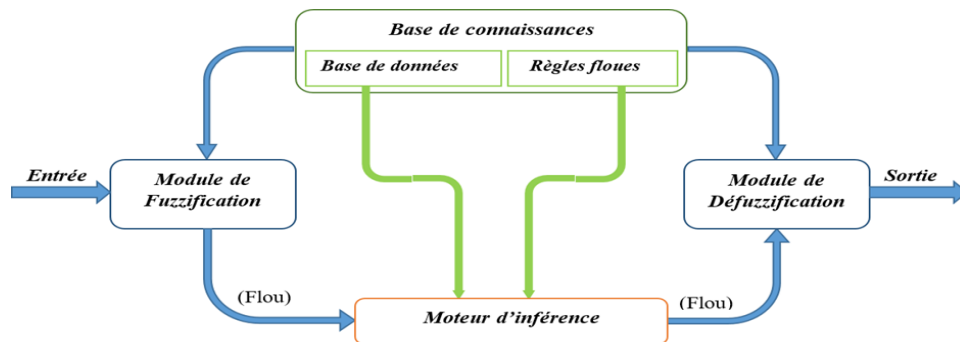 Base de connaissances
Base de données
Règles floues
Entrée
Module de
Fuzzification
Module de
Défuzzification
Sortie
(Flou)
Moteur d'inférence
(Flou)